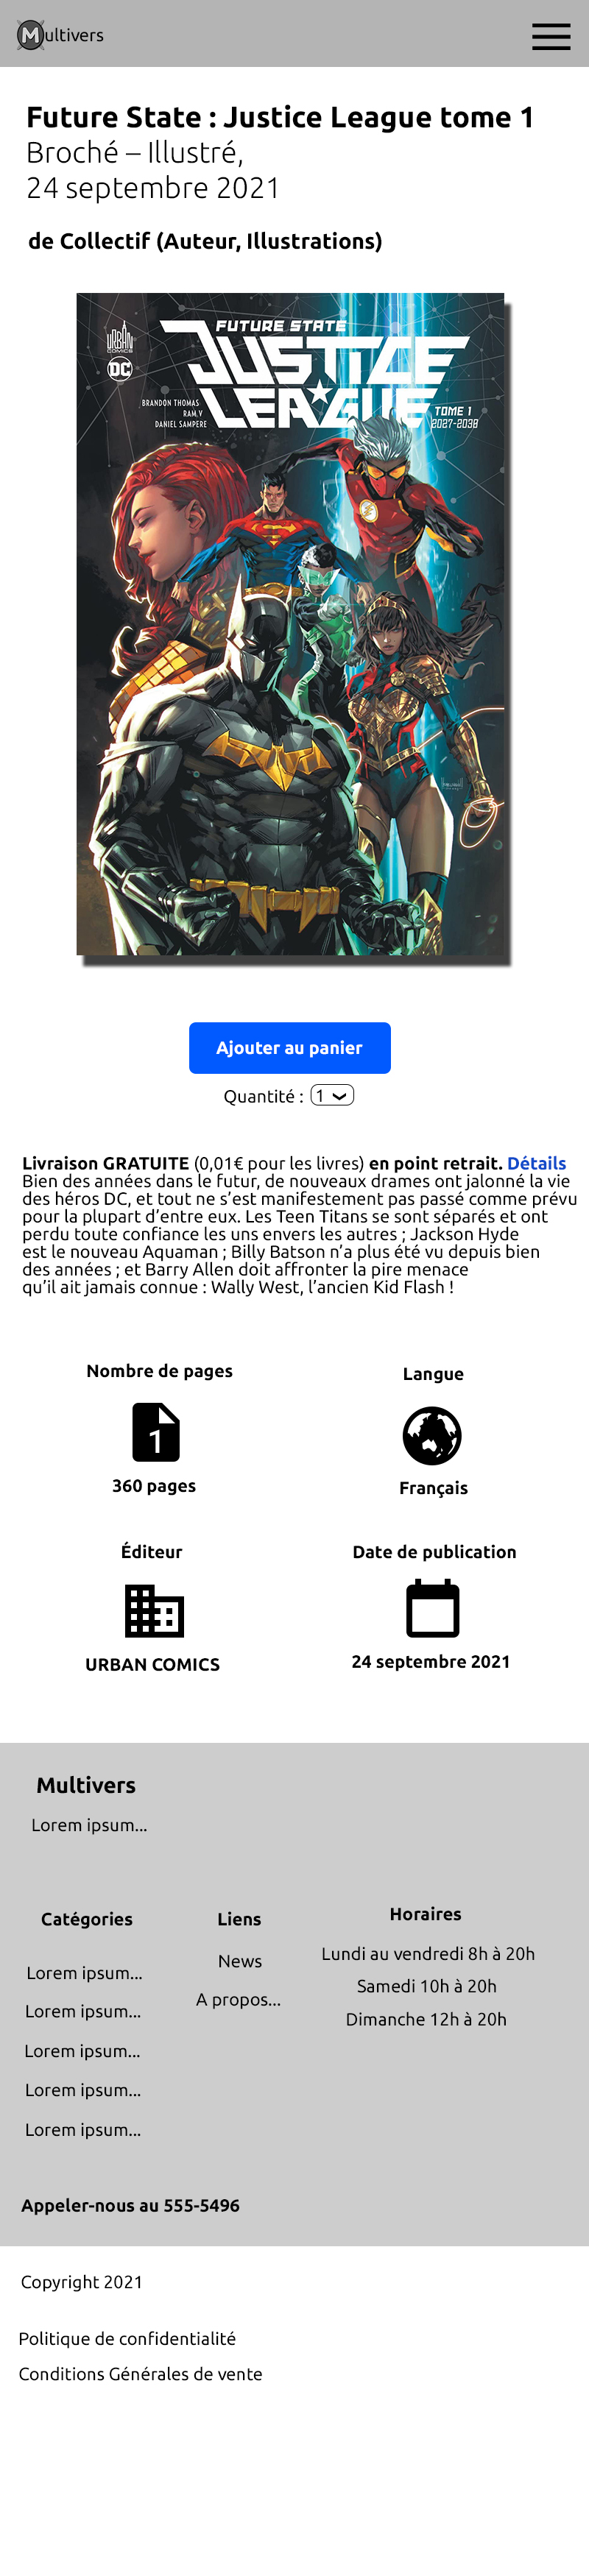 Multivers
Future State : Justice League tome 1
Broché – Illustré,
24 septembre 2021
de Collectif (Auteur, Illustrations)
URBAN
COMICS
DC
FUTURE STATE
JUSTICE
LEAGUE
BRANDON THOMAS
RAM.V
DANIEL SAMPERE
TOME 1
2027-2038
Ajouter au panier
Quantité : 1
Livraison GRATUITE (0,01€ pour les livres) en point retrait. Détails
Bien des années dans le futur, de nouveaux drames ont jalonné la vie
des héros DC, et tout ne s’est manifestement pas passé comme prévu
pour la plupart d’entre eux. Les Teen Titans se sont séparés et ont
perdu toute confiance les uns envers les autres ; Jackson Hyde
est le nouveau Aquaman ; Billy Batson n’a plus été vu depuis bien
des années ; et Barry Allen doit affronter la pire menace
qu’il ait jamais connue : Wally West, l’ancien Kid Flash !
Nombre de pages
1
360 pages
Langue
Français
Éditeur
URBAN COMICS
Date de publication
24 septembre 2021
Multivers
Lorem ipsum...
Catégories
Lorem ipsum...
Lorem ipsum...
Lorem ipsum...
Lorem ipsum...
Lorem ipsum...
Liens
News
A propos...
Horaires
Lundi au vendredi 8h à 20h
Samedi 10h à 20h
Dimanche 12h à 20h
Appeler-nous au 555-5496
Copyright 2021
Politique de confidentialité
Conditions Générales de vente